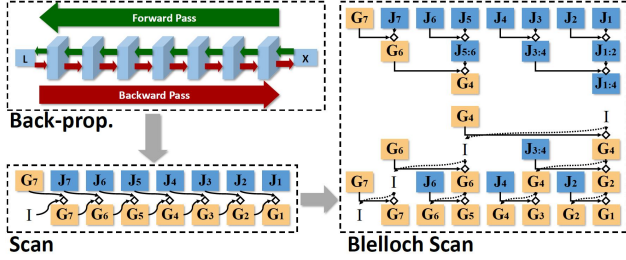 Forward Pass
L
X
Backward Pass
Back-prop.
G7 J7 J6 J5 J4 J3 J2 J1
I G7 G6 G5 G4 G3 G2 G1
Scan
G7 J7 J6 J5 J4 J3 J2 J1
G6 J5:6 J3:4 J1:2
G4 J1:4
G4 I
G6 I J3:4 G4
I J6 G6 J4 G4 J2 G2
I G7 G6 G5 G4 G3 G2 G1
Blelloch Scan